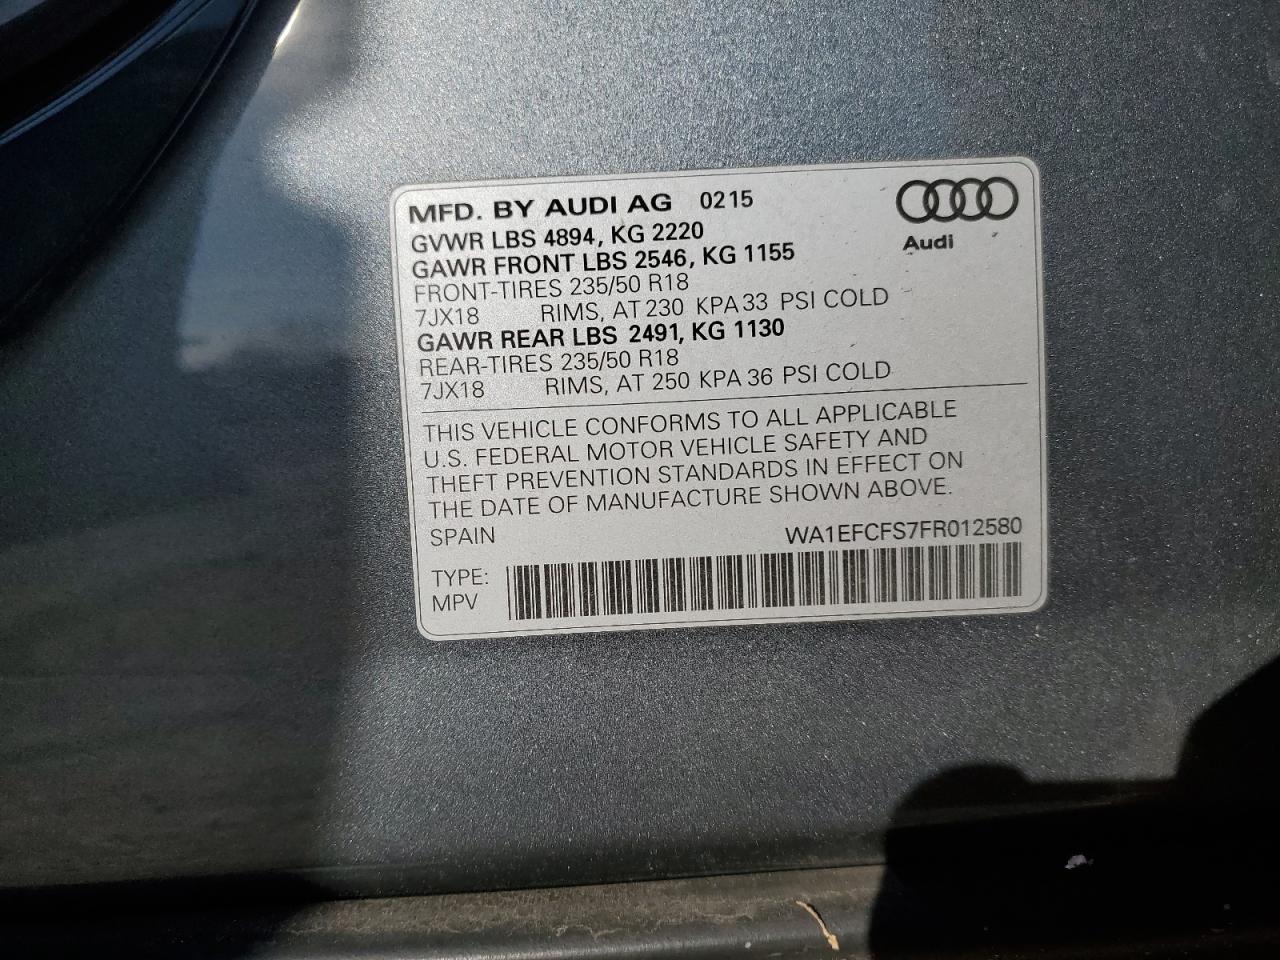 MFD. BY AUDI AG 0215
Audi
GVWR LBS 4894, KG 2220
GAWR FRONT LBS 2546, KG 1155
FRONT-TIRES 235/50 R18
7JX18 RIMS, AT 230 KPA 33 PSI COLD
GAWR REAR LBS 2491, KG 1130
REAR-TIRES 235/50 R18
7JX18 RIMS, AT 250 KPA 36 PSI COLD
THIS VEHICLE CONFORMS TO ALL APPLICABLE
U.S. FEDERAL MOTOR VEHICLE SAFETY AND
THEFT PREVENTION STANDARDS IN EFFECT ON
THE DATE OF MANUFACTURE SHOWN ABOVE.
SPAIN WA1EFCFS7FR012580
TYPE:
MPV